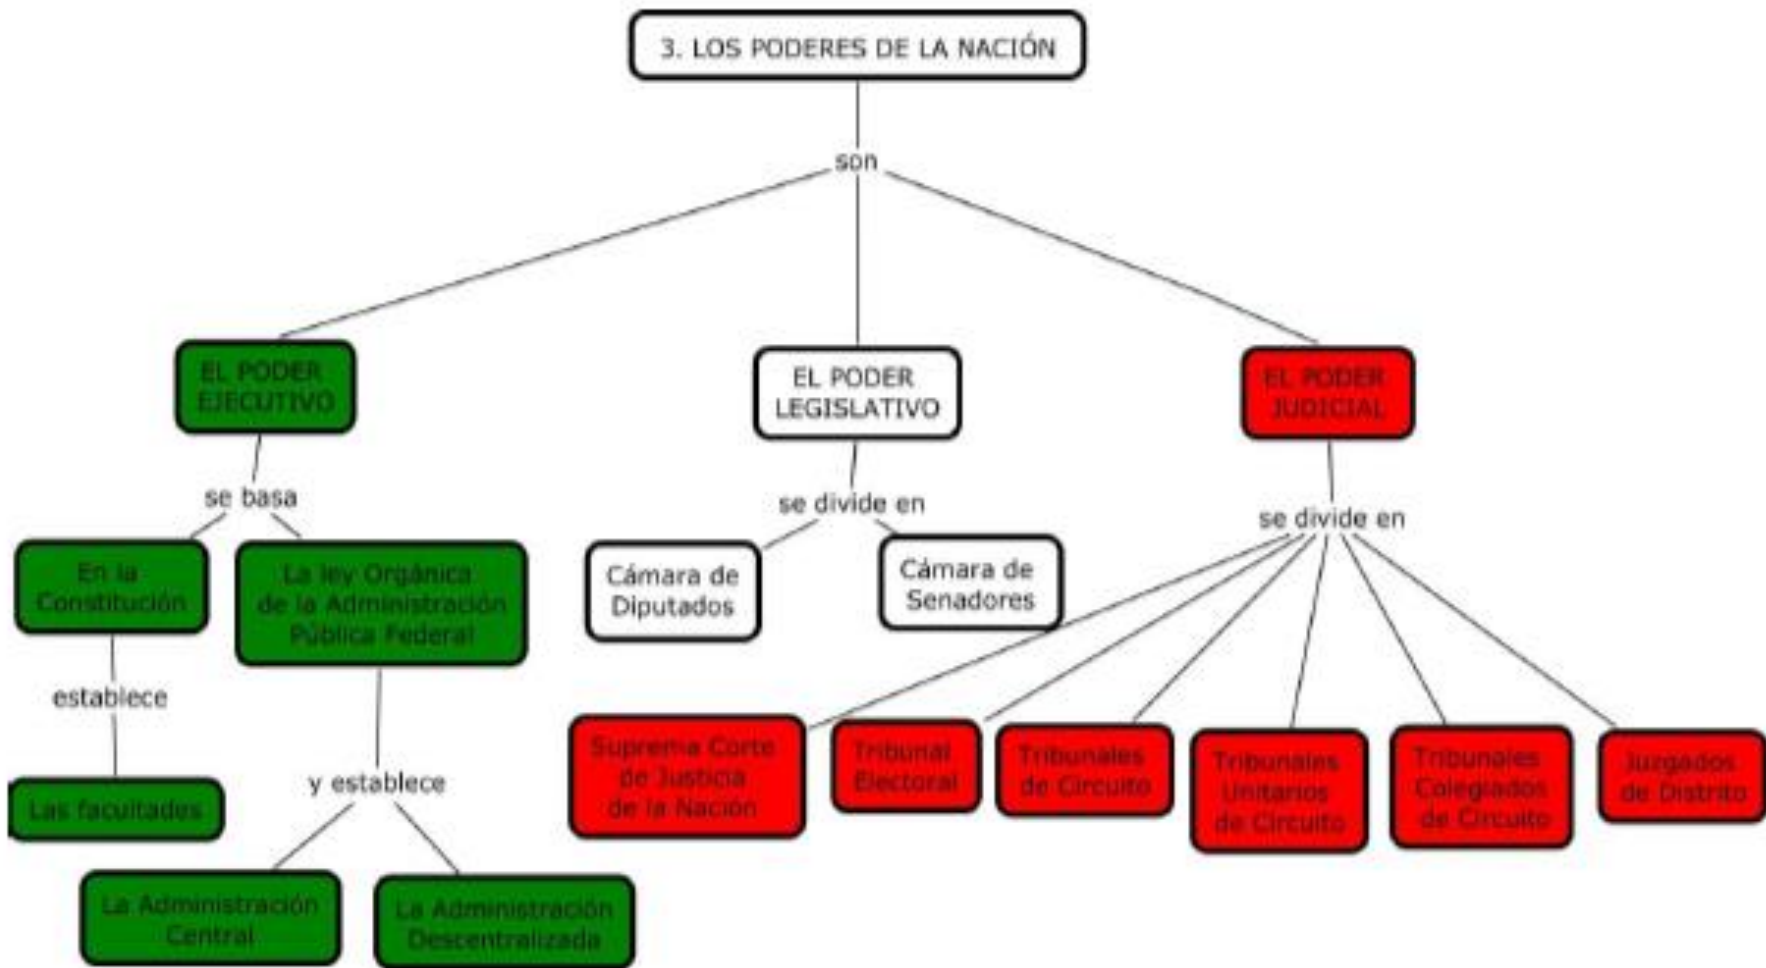 3. LOS PODERES DE LA NACIÓN
son
EL PODER
EJECUTIVO
EL PODER
LEGISLATIVO
EL PODER
JUDICIAL
se basa
se divide en
se divide en
En la
Constitución
La ley Orgánica
de la Administración
Pública Federal
Cámara de
Diputados
Cámara de
Senadores
establece
y establece
Las facultades
La Administración
Central
La Administración
Descentralizada
Suprema Corte
de Justicia
de la Nación
Tribunal
Electoral
Tribunales
de Circuito
Tribunales
Unitarios
de Circuito
Tribunales
Colegiados
de Circuito
Juzgados
de Distrito